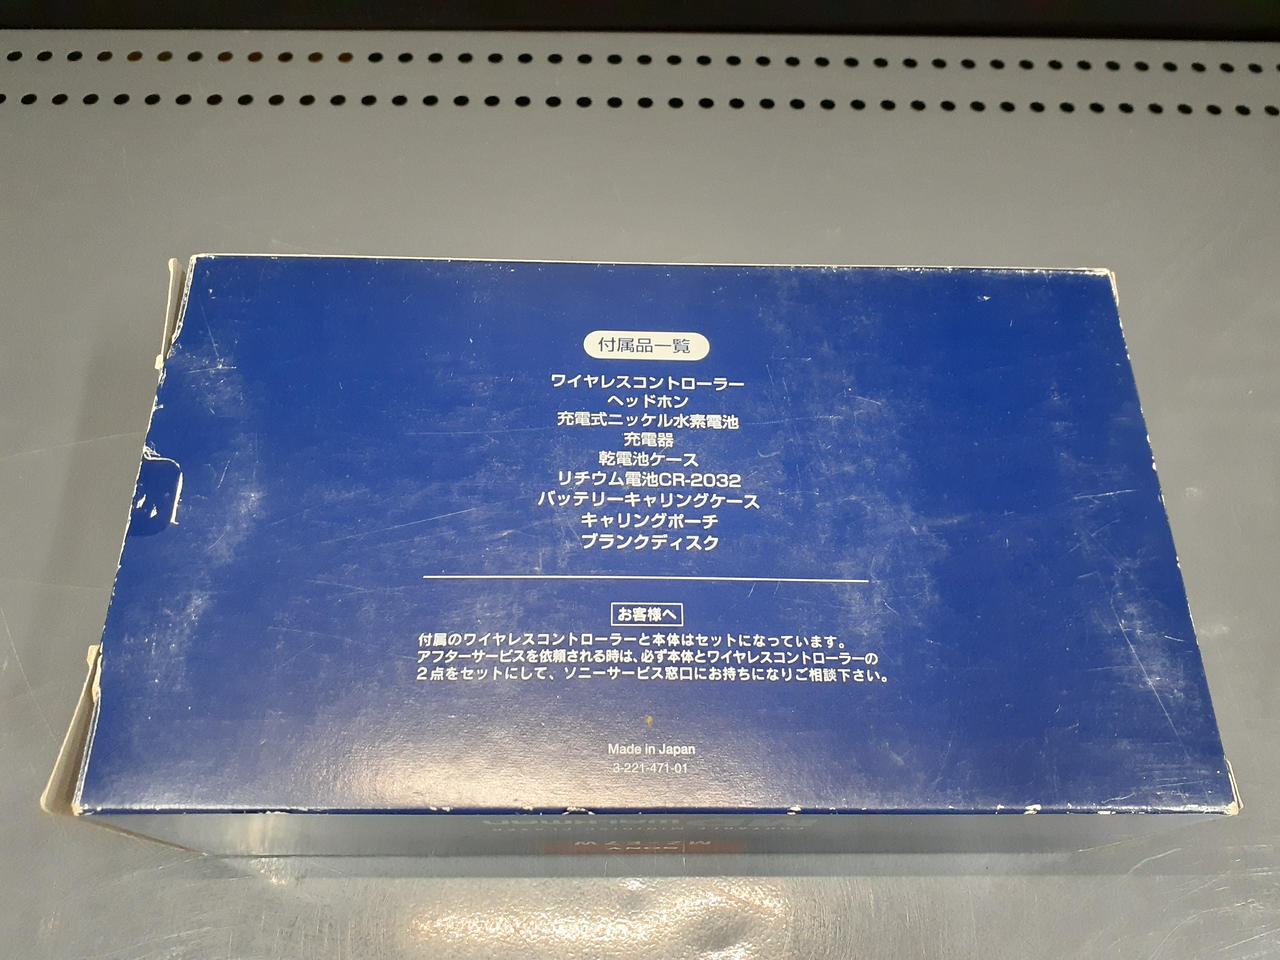 付属品一覧
ワイヤレスコントローラー
ヘッドホン
充電式ニッケル水素電池
充電器
乾電池ケース
リチウム電池CR-2032
バッテリーキャリングケース
キャリングポーチ
ブランクディスク
お客様へ
付属のワイヤレスコントローラーと本体はセットになっています。
アフターサービスを依頼される時は、必ず本体とワイヤレスコントローラーの
2点をセットにして、ソニーサービス窓口にお持ちになりご相談下さい。
Made in Japan
3-221-471-01